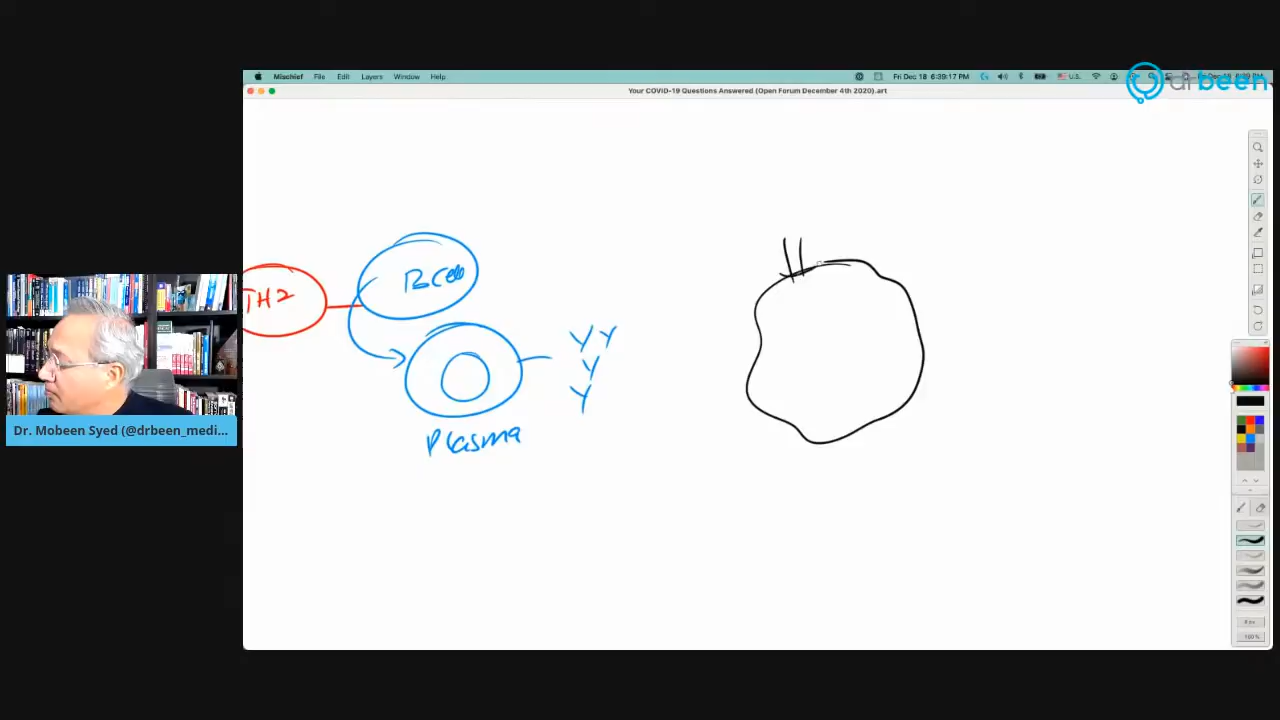 Mischief File Edit Layers Window Help
Fri Dec 18 6:39:17 PM
U.S.
drbeen
Your COVID-19 Questions Answered (Open Forum December 4th 2020).art
B Cell
TH2
Y Y
Y
Y
Plasma
Dr. Mobeen Syed (@drbeen_medi...
100 %